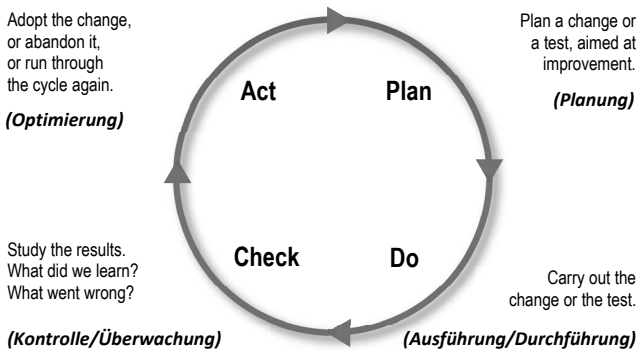 Adopt the change,
or abandon it,
or run through
the cycle again.
(Optimierung)
Act
Plan
Plan a change or
a test, aimed at
improvement.
(Planung)
Study the results.
What did we learn?
What went wrong?
(Kontrolle/Überwachung)
Check
Do
Carry out the
change or the test.
(Ausführung/Durchführung)